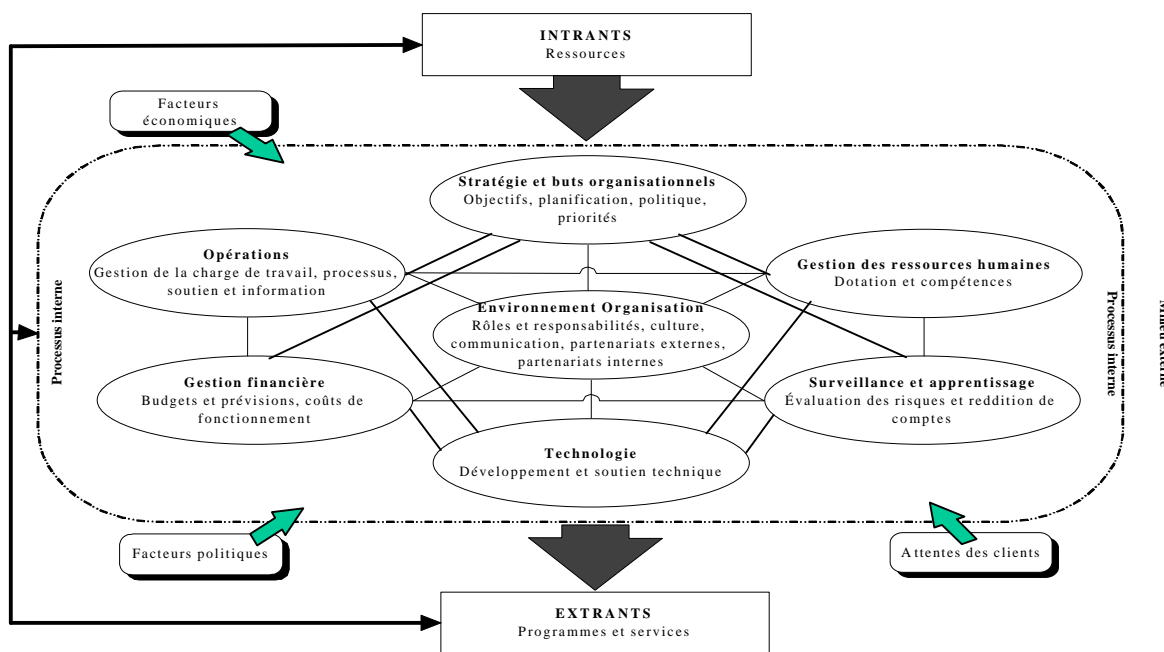 INTRANTS
Ressources
Facteurs
économiques
Stratégie et buts organisationnels
Objectifs, planification, politique,
priorités
Opérations
Gestion de la charge de travail, processus,
soutien et information
Gestion des ressources humaines
Dotation et compétences
Environnement Organisation
Rôles et responsabilités, culture,
communication, partenariats externes,
partenariats internes
Processus interne
Processus interne
Gestion financière
Budgets et prévisions, coûts de
fonctionnement
Surveillance et apprentissage
Évaluation des risques et reddition de
comptes
Technologie
Développement et soutien technique
Facteurs politiques
Attentes des clients
EXTRANTS
Programmes et services